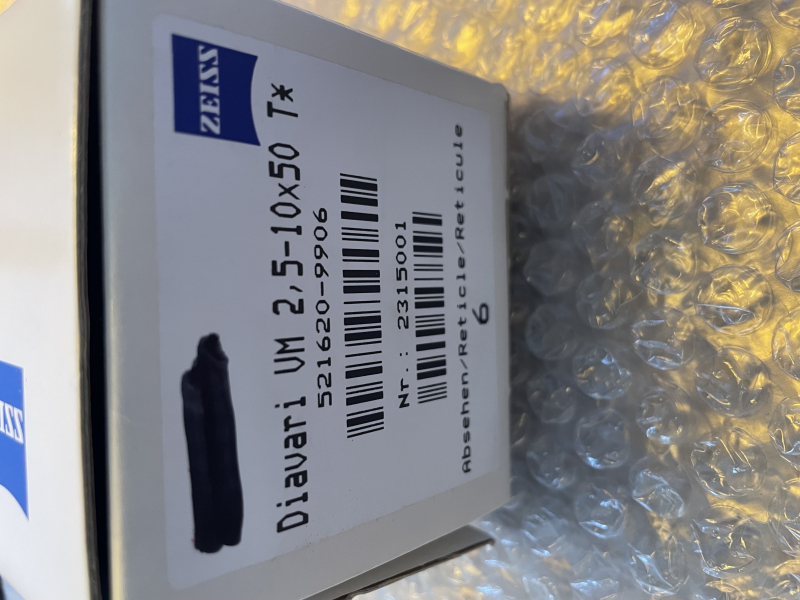 ZEISS
Diavari VM 2,5-10x50 T*
521620-9906
Nr.: 2315001
Absehen/Reticle/Reticule
6